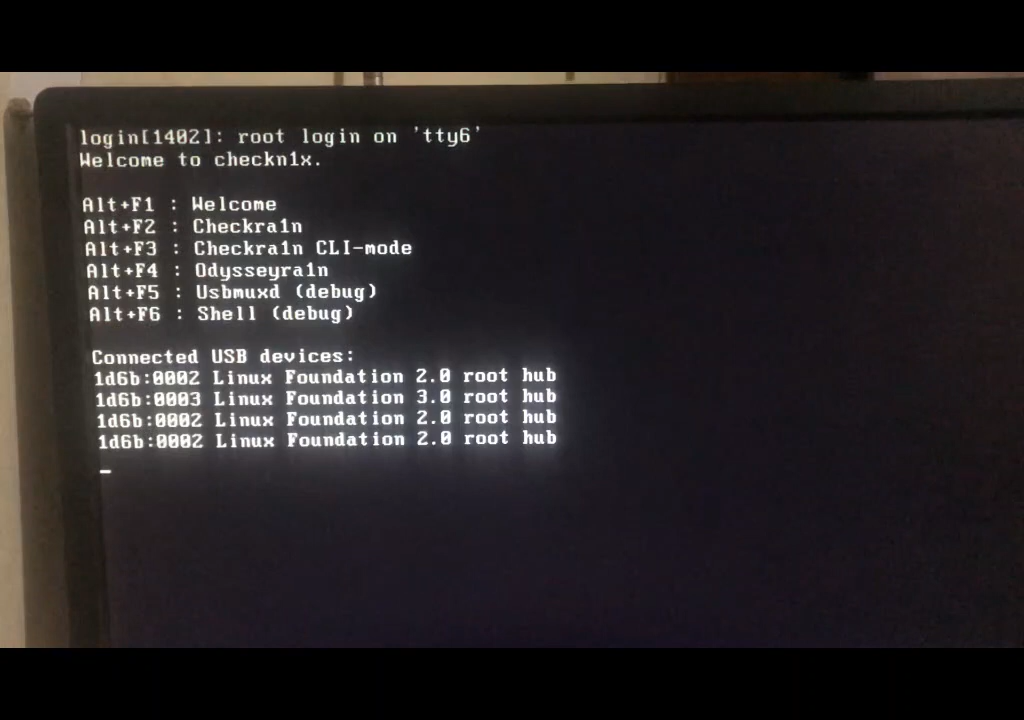 login[1402]: root login on 'tty6'
Welcome to checkn1x.
Alt+F1 : Welcome
Alt+F2 : Checkra1n
Alt+F3 : Checkra1n CLI-mode
Alt+F4 : Odysseyra1n
Alt+F5 : Usbmuxd (debug)
Alt+F6 : Shell (debug)
Connected USB devices:
1d6b:0002 Linux Foundation 2.0 root hub
1d6b:0003 Linux Foundation 3.0 root hub
1d6b:0002 Linux Foundation 2.0 root hub
1d6b:0002 Linux Foundation 2.0 root hub